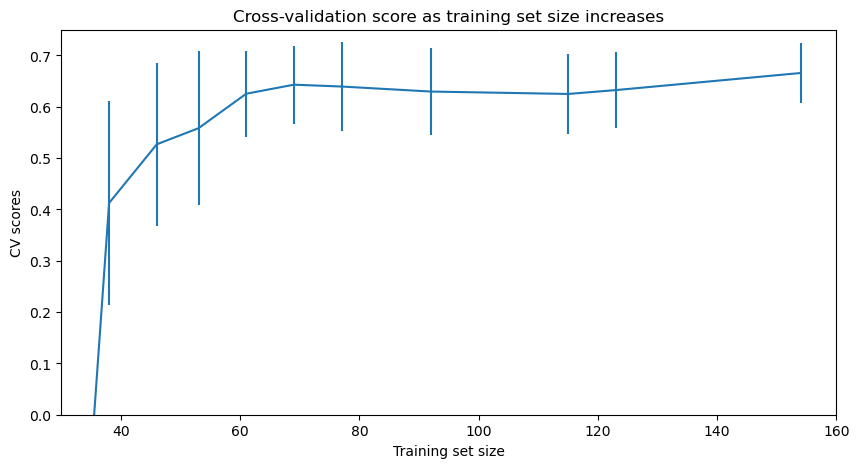 Cross-validation score as training set size increases
CV scores
0.7
0.6
0.5
0.4
0.3
0.2
0.1
0.0
40 60 80 100 120 140 160
Training set size